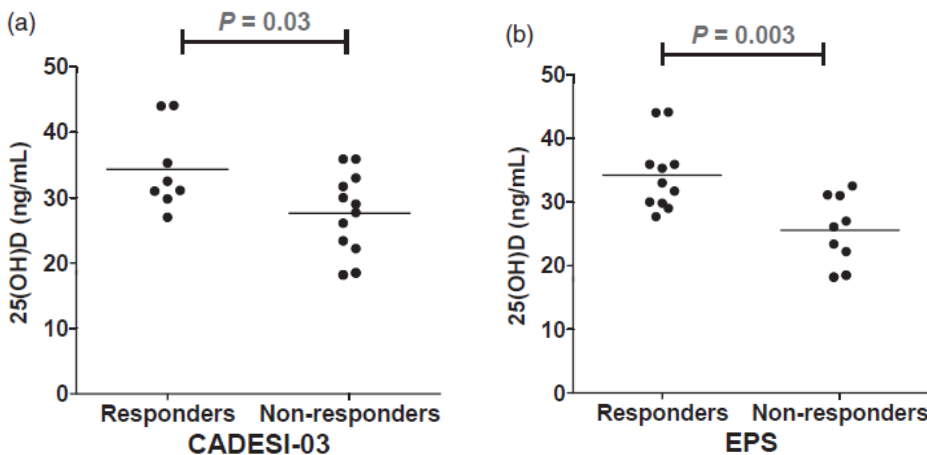 (a)
P = 0.03
50
40
30
20
10
0
25(OH)D (ng/mL)
Responders Non-responders
CADESI-03
(b)
P = 0.003
50
40
30
20
10
0
25(OH)D (ng/mL)
Responders Non-responders
EPS